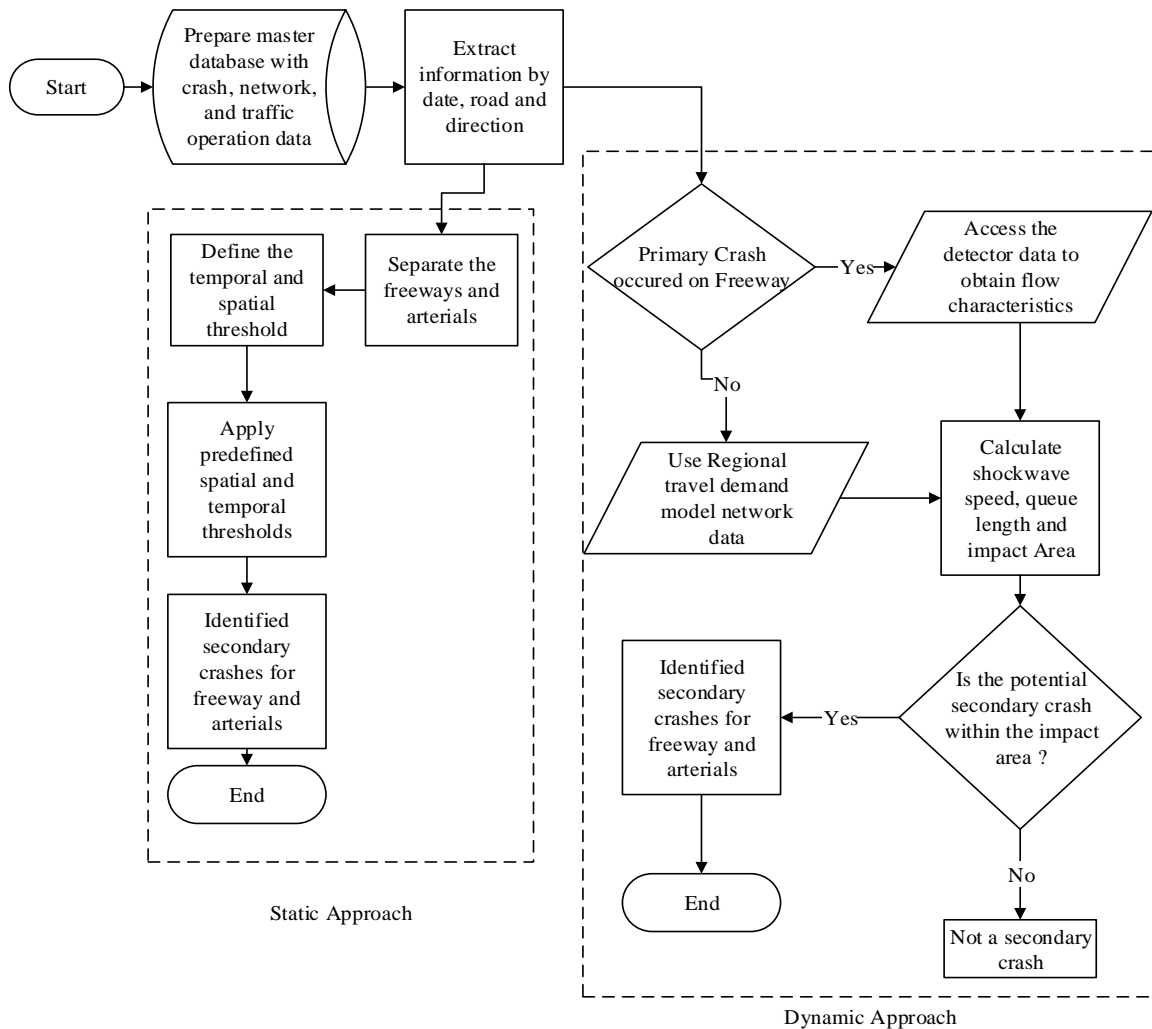 Start
Prepare master
database with
crash, network,
and traffic
operation data
Extract
information by
date, road and
direction
Define the
temporal and
spatial
threshold
Separate the
freeways and
arterials
Apply
predefined
spatial and
temporal
thresholds
Identified
secondary
crashes for
freeway and
arterials
End
Static Approach
Primary Crash
occured on Freeway
Yes
Access the
detector data to
obtain flow
characteristics
No
Use Regional
travel demand
model network
data
Calculate
shockwave
speed, queue
length and
impact Area
Is the potential
secondary crash
within the impact
area ?
Yes
Identified
secondary
crashes for
freeway and
arterials
End
No
Not a secondary
crash
Dynamic Approach